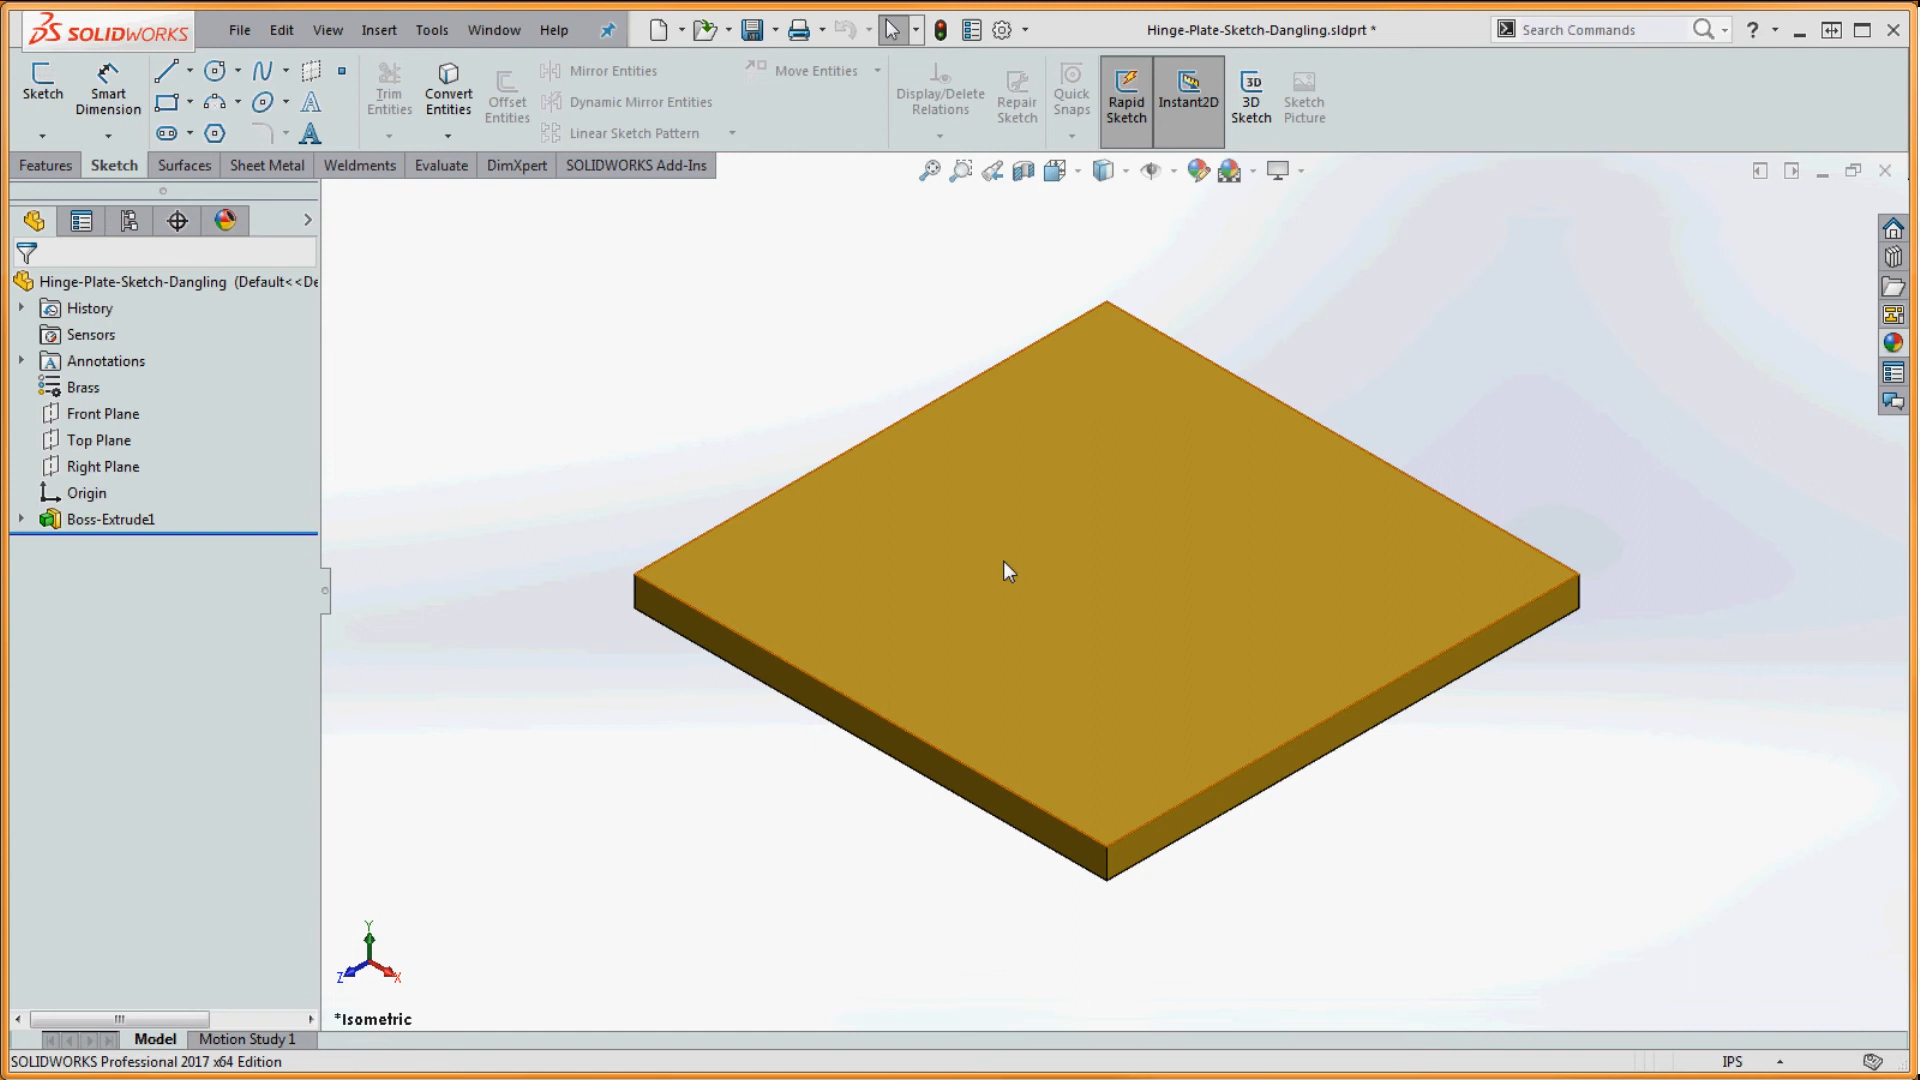 SOLIDWORKS
File Edit View Insert Tools Window Help
Hinge-Plate-Sketch-Dangling.sldprt *
Search Commands
Sketch
Smart Dimension
Trim Entities
Convert Entities
Offset Entities
Mirror Entities
Dynamic Mirror Entities
Linear Sketch Pattern
Move Entities
Display/Delete Relations
Repair Sketch
Quick Snaps
Rapid Sketch
Instant2D
3D
3D Sketch
Sketch Picture
Features Sketch Surfaces Sheet Metal Weldments Evaluate DimXpert SOLIDWORKS Add-Ins
Hinge-Plate-Sketch-Dangling (Default<<De
History
Sensors
Annotations
Brass
Front Plane
Top Plane
Right Plane
Origin
Boss-Extrude1
Y
Z
X
*Isometric
Model Motion Study 1
SOLIDWORKS Professional 2017 x64 Edition
IPS